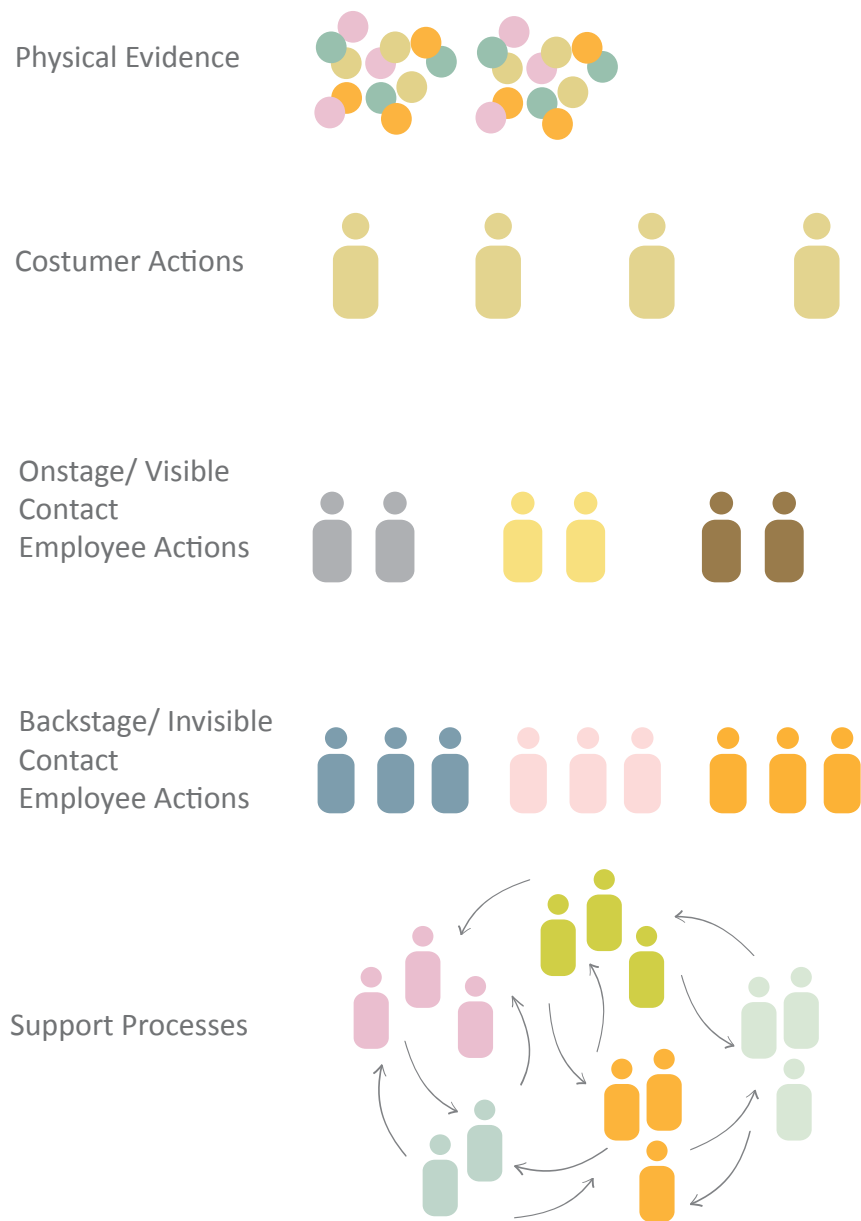 Physical Evidence
Costumer Actions
Onstage/ Visible
Contact
Employee Actions
Backstage/ Invisible
Contact
Employee Actions
Support Processes